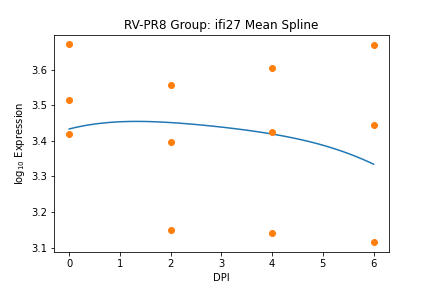 RV-PR8 Group: ifi27 Mean Spline
log₁₀ Expression
3.6
3.5
3.4
3.3
3.2
3.1
0 1 2 3 4 5 6
DPI